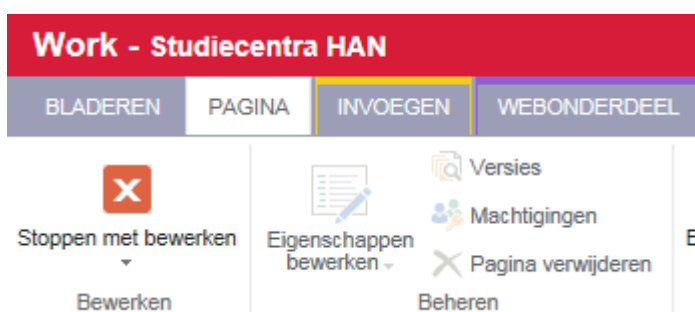 Work - Studiecentra HAN
BLADEREN PAGINA INVOEGEN WEBONDERDEEL
Stoppen met bewerken
Eigenschappen
bewerken
Versies
Machtigingen
Pagina verwijderen
Bewerken Beheren